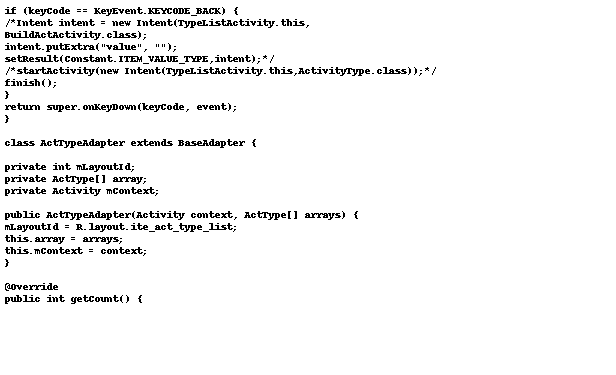 if (keyCode == KeyEvent.KEYCODE_BACK) {
/*Intent intent = new Intent(TypeListActivity.this,
BuildActActivity.class);
intent.putExtra("value", "");
setResult(Constant.ITEM_VALUE_TYPE,intent);*/
/*startActivity(new Intent(TypeListActivity.this,ActivityType.class));*/
finish();
}
return super.onKeyDown(keyCode, event);
}
class ActTypeAdapter extends BaseAdapter {
private int mLayoutId;
private ActType[] array;
private Activity mContext;
public ActTypeAdapter(Activity context, ActType[] arrays) {
mLayoutId = R.layout.ite_act_type_list;
this.array = arrays;
this.mContext = context;
}
@Override
public int getCount() {